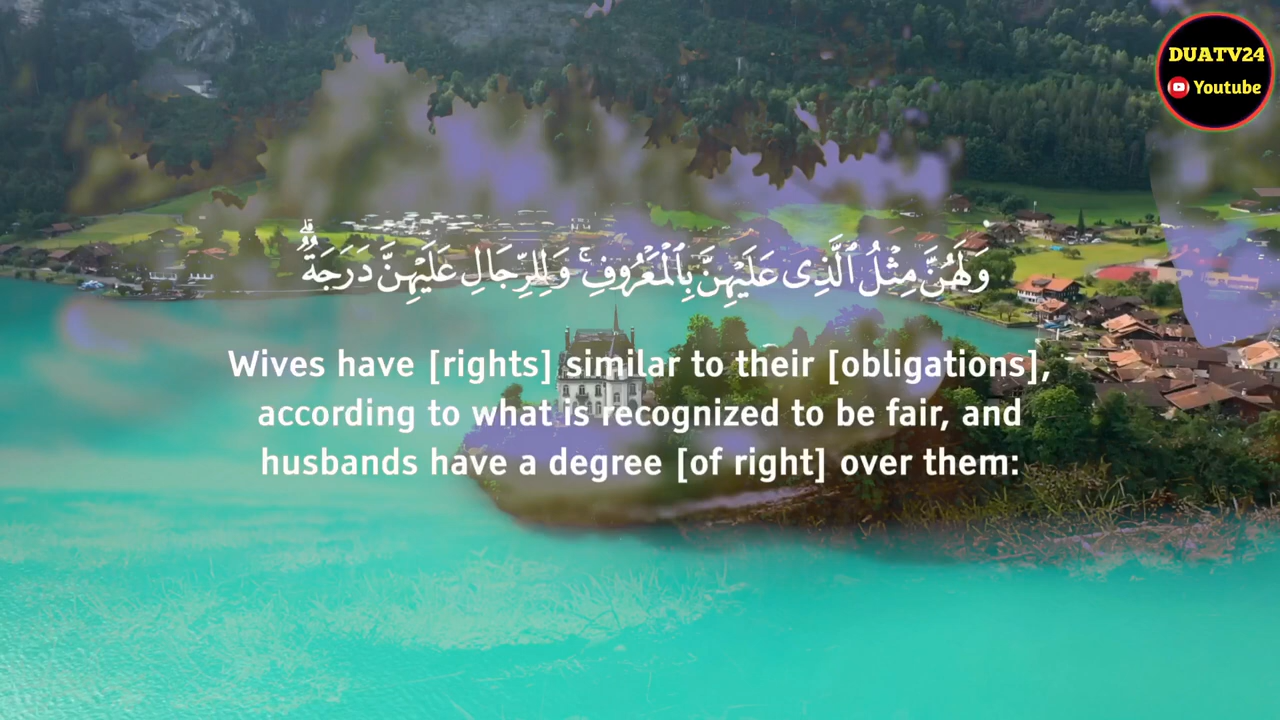 DUATV24
Youtube
وَلَهُنَّ مِثْلُ ٱلَّذِى عَلَيْهِنَّ بِٱلْمَعْرُوفِ ۚ وَلِلرِّجَالِ عَلَيْهِنَّ دَرَجَةٌ ۗ
Wives have [rights] similar to their [obligations],
according to what is recognized to be fair, and
husbands have a degree [of right] over them: